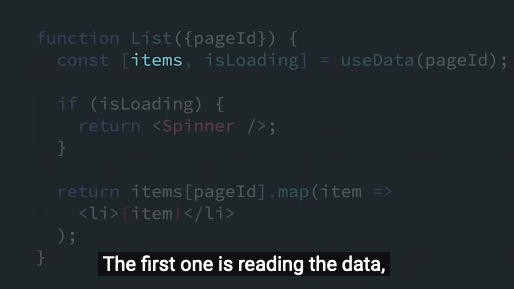 function List({pageId}) {
const [items, isLoading] = useData(pageId);
if (isLoading) {
return <Spinner />;
}
return items[pageId].map(item =>
<li>{item}</li>
);
}
The first one is reading the data,